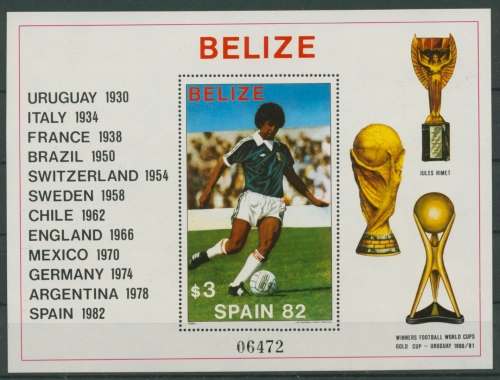 BELIZE
URUGUAY 1930
ITALY 1934
FRANCE 1938
BRAZIL 1950
SWITZERLAND 1954
SWEDEN 1958
CHILE 1962
ENGLAND 1966
MEXICO 1970
GERMANY 1974
ARGENTINA 1978
SPAIN 1982
BELIZE
$3
SPAIN 82
06472
JULES RIMET
WINNERS FOOTBALL WORLD CUPS
GOLD CUP - URUGUAY 1980/81